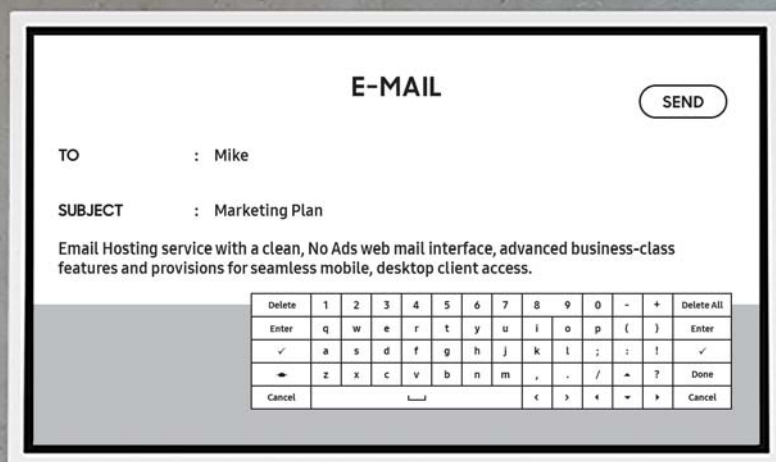 E-MAIL
SEND
TO : Mike
SUBJECT : Marketing Plan
Email Hosting service with a clean, No Ads web mail interface, advanced business-class
features and provisions for seamless mobile, desktop client access.
Delete 1 2 3 4 5 6 7 8 9 0 - + Delete All
Enter q w e r t y u i o p ( ) Enter
✓ a s d f g h j k l ; : ! ✓
z x c v b n m , . / ? Done
Cancel < > Cancel